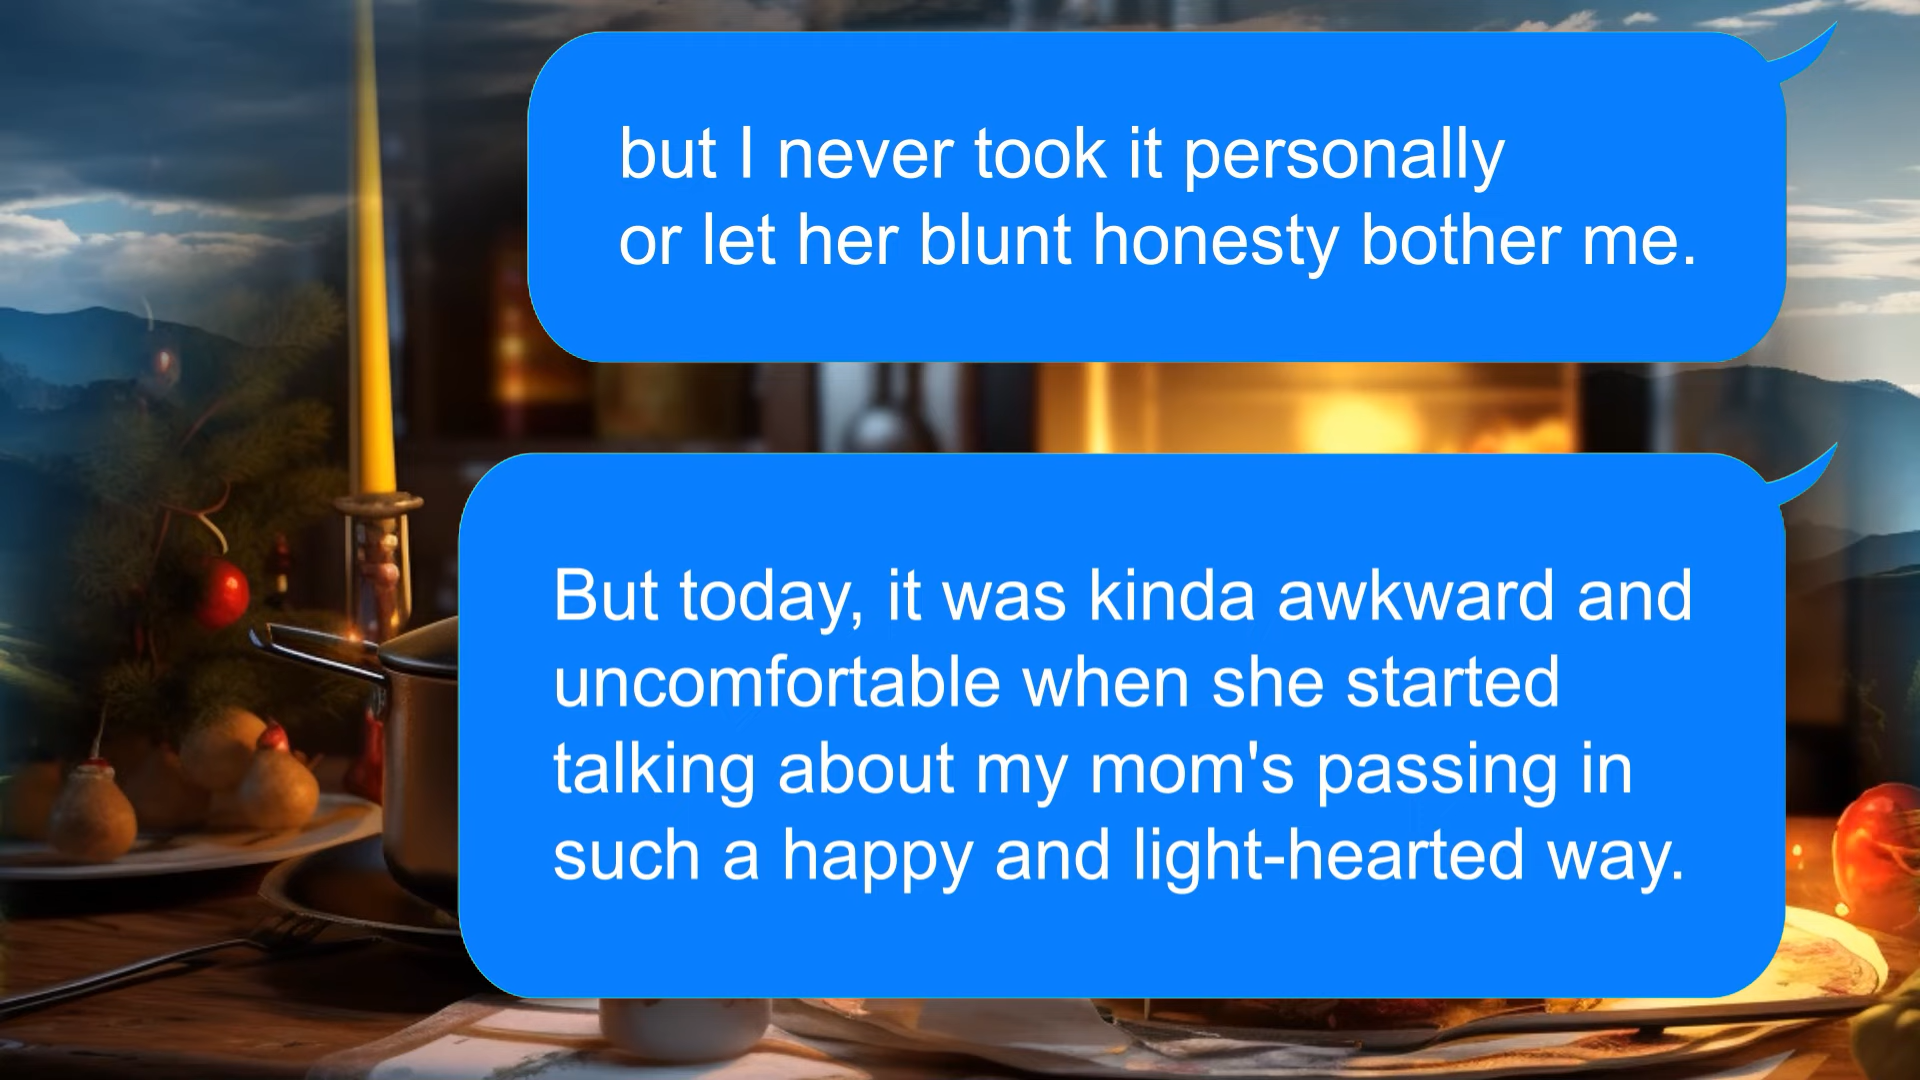 but I never took it personally
or let her blunt honesty bother me.
But today, it was kinda awkward and
uncomfortable when she started
talking about my mom's passing in
such a happy and light-hearted way.